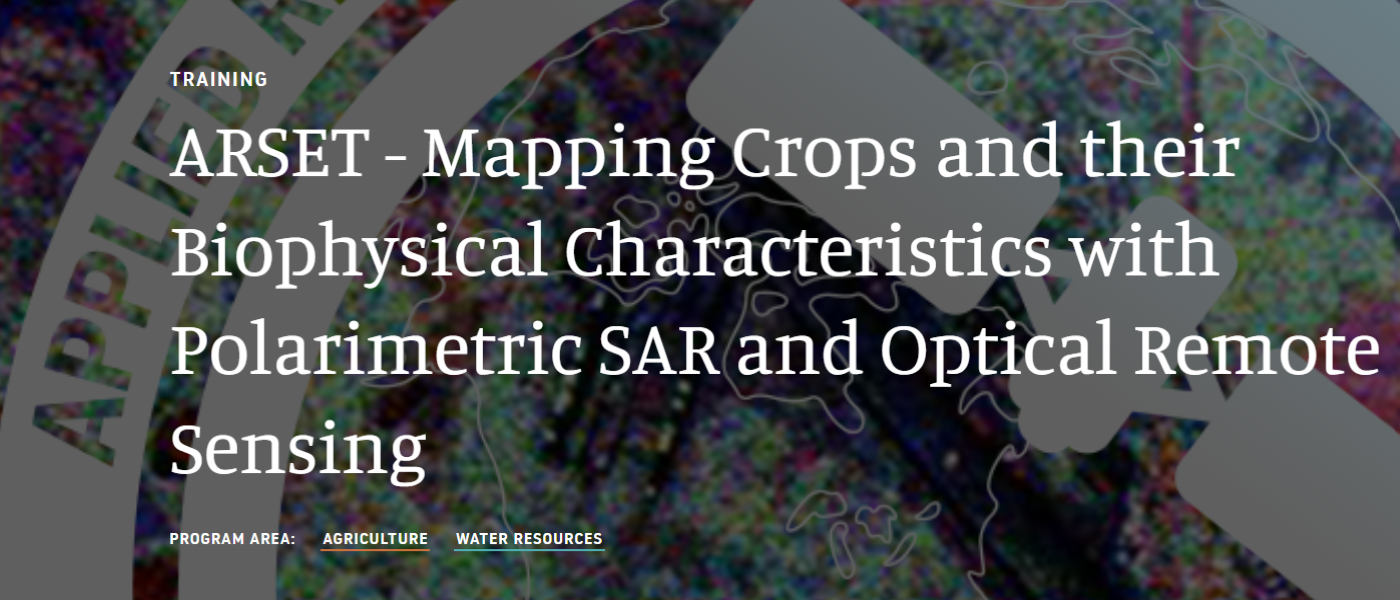 APPLIED
TRAINING
ARSET - Mapping Crops and their
Biophysical Characteristics with
Polarimetric SAR and Optical Remote
Sensing
PROGRAM AREA: AGRICULTURE WATER RESOURCES